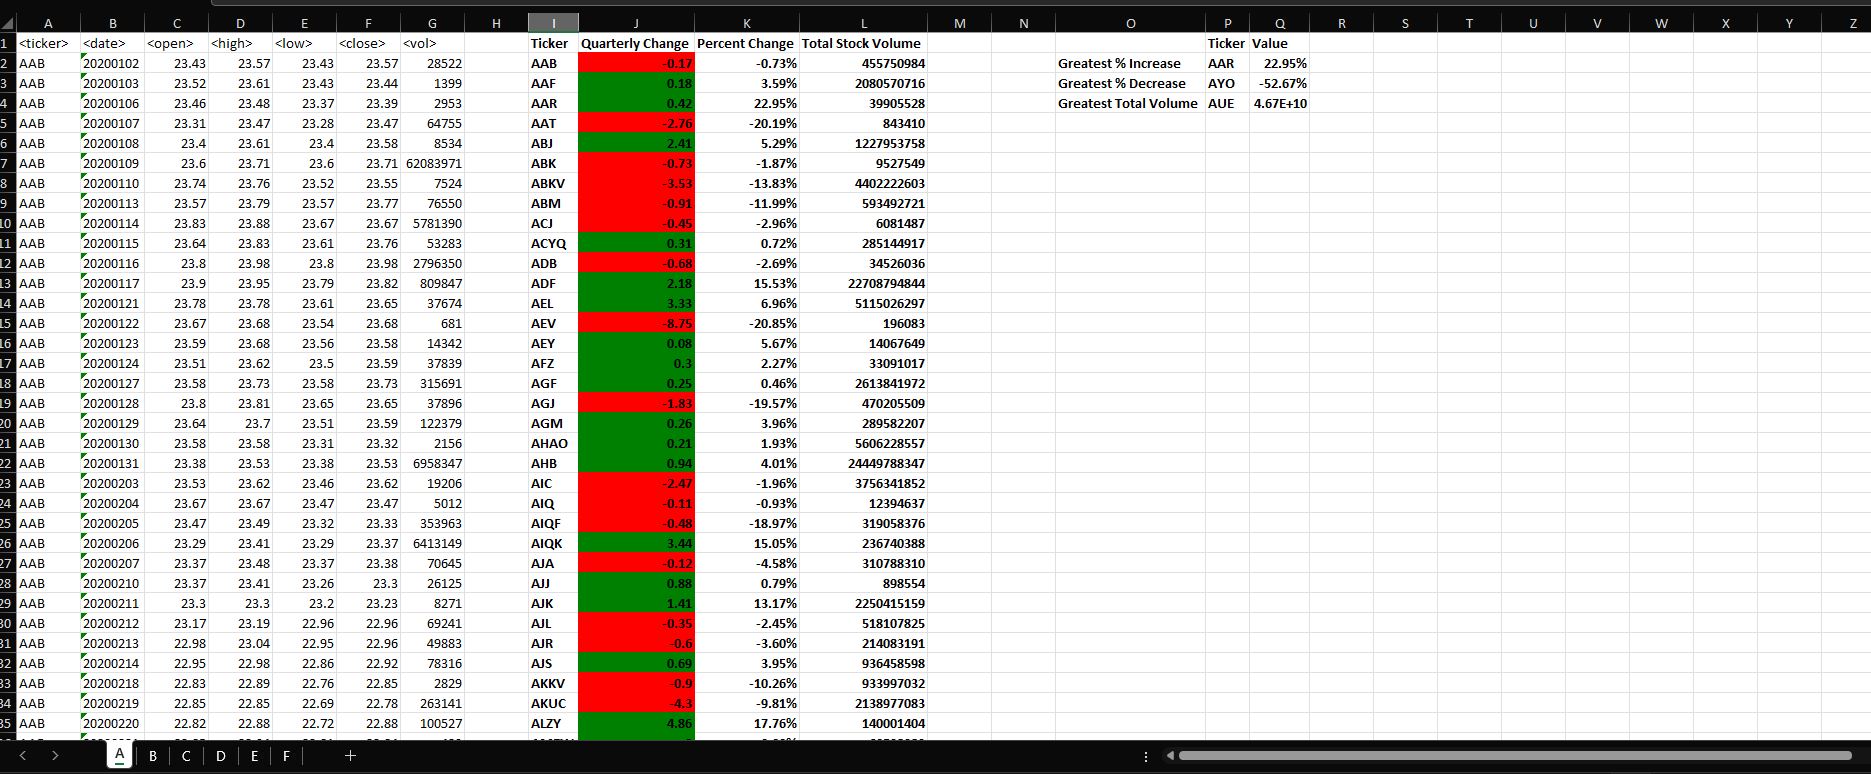 A B C D E F G H I J K L M N O P Q R S T U V W X Y Z
1 <ticker> <date> <open> <high> <low> <close> <vol> Ticker Quarterly Change Percent Change Total Stock Volume Ticker Value
2 AAB 20200102 23.43 23.57 23.43 23.57 28522 AAB -0.17 -0.73% 455750984 Greatest % Increase AAR 22.95%
3 AAB 20200103 23.52 23.61 23.43 23.44 1399 AAF 0.18 3.59% 2080570716 Greatest % Decrease AYO -52.67%
4 AAB 20200106 23.46 23.48 23.37 23.39 2953 AAR 0.42 22.95% 39905528 Greatest Total Volume AUE 4.67E+10
5 AAB 20200107 23.31 23.47 23.28 23.47 64755 AAT -2.76 -20.19% 843410
6 AAB 20200108 23.4 23.61 23.4 23.58 8534 ABJ 2.41 5.29% 1227953758
7 AAB 20200109 23.6 23.71 23.6 23.71 62083971 ABK -0.73 -1.87% 9527549
8 AAB 20200110 23.74 23.76 23.52 23.55 7524 ABKV -3.53 -13.83% 4402222603
9 AAB 20200113 23.57 23.79 23.57 23.77 76550 ABM -0.91 -11.99% 593492721
10 AAB 20200114 23.83 23.88 23.67 23.67 5781390 ACJ -0.45 -2.96% 6081487
11 AAB 20200115 23.64 23.83 23.61 23.76 53283 ACYQ 0.31 0.72% 285144917
12 AAB 20200116 23.8 23.98 23.8 23.98 2796350 ADB -0.68 -2.69% 34526036
13 AAB 20200117 23.9 23.95 23.79 23.82 809847 ADF 2.18 15.53% 22708794844
14 AAB 20200121 23.78 23.78 23.61 23.65 37674 AEL 3.33 6.96% 5115026297
15 AAB 20200122 23.67 23.68 23.54 23.68 681 AEV -8.75 -20.85% 196083
16 AAB 20200123 23.59 23.68 23.56 23.58 14342 AEY 0.08 5.67% 14067649
17 AAB 20200124 23.51 23.62 23.5 23.59 37839 AFZ 0.3 2.27% 33091017
18 AAB 20200127 23.58 23.73 23.58 23.73 315691 AGF 0.25 0.46% 2613841972
19 AAB 20200128 23.8 23.81 23.65 23.65 37896 AGJ -1.83 -19.57% 470205509
20 AAB 20200129 23.64 23.7 23.51 23.59 122379 AGM 0.26 3.96% 289582207
21 AAB 20200130 23.58 23.58 23.31 23.32 2156 AHAO 0.21 1.93% 5606228557
22 AAB 20200131 23.38 23.53 23.38 23.53 6958347 AHB 0.94 4.01% 24449788347
23 AAB 20200203 23.53 23.62 23.46 23.62 19206 AIC -2.47 -1.96% 3756341852
24 AAB 20200204 23.67 23.67 23.47 23.47 5012 AIQ -0.11 -0.93% 12394637
25 AAB 20200205 23.47 23.49 23.32 23.33 353963 AIQF -0.48 -18.97% 319058376
26 AAB 20200206 23.29 23.41 23.29 23.37 6413149 AIQK 3.44 15.05% 236740388
27 AAB 20200207 23.37 23.48 23.37 23.38 70645 AJA -0.12 -4.58% 310788310
28 AAB 20200210 23.37 23.41 23.26 23.3 26125 AJJ 0.88 0.79% 898554
29 AAB 20200211 23.3 23.3 23.2 23.23 8271 AJK 1.41 13.17% 2250415159
30 AAB 20200212 23.17 23.19 22.96 22.96 69241 AJL -0.35 -2.45% 518107825
31 AAB 20200213 22.98 23.04 22.95 22.96 49883 AJR -0.6 -3.60% 214083191
32 AAB 20200214 22.95 22.98 22.86 22.92 78316 AJS 0.69 3.95% 936458598
33 AAB 20200218 22.83 22.89 22.76 22.85 2829 AKKV -0.9 -10.26% 933997032
34 AAB 20200219 22.85 22.85 22.69 22.78 263141 AKUC -4.3 -9.81% 2138977083
35 AAB 20200220 22.82 22.88 22.72 22.88 100527 ALZY 4.86 17.76% 140001404
A B C D E F